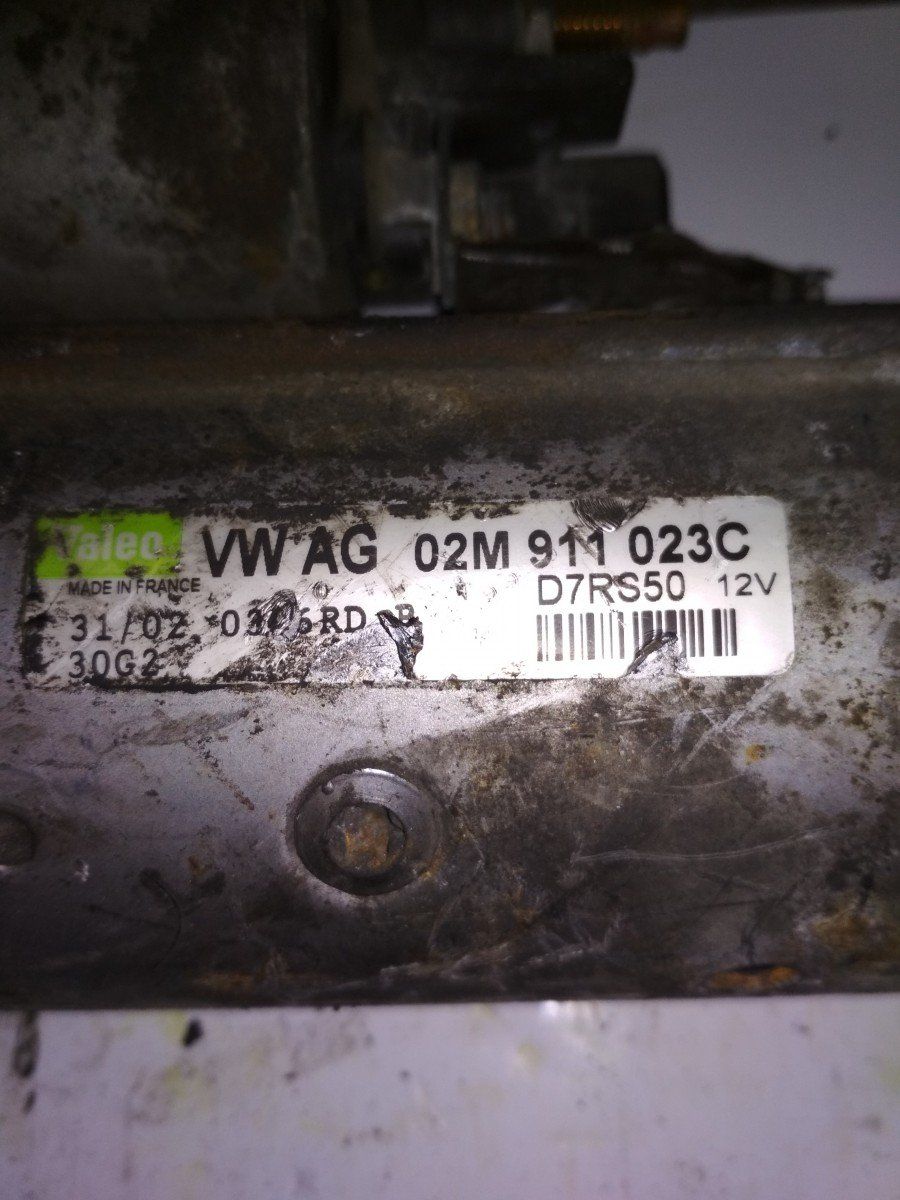 Valeo VW AG 02M 911 023C
MADE IN FRANCE D7RS50 12V
31/02
30G2